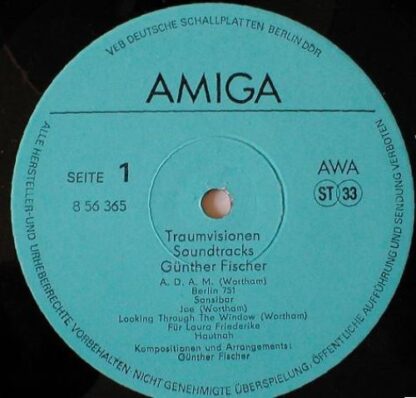 VEB DEUTSCHE SCHALLPLATTEN BERLIN DDR
AMIGA
SEITE 1
8 56 365
AWA
ST 33
Traumvisionen
Soundtracks
Günther Fischer
A. D. A. M. (Wortham)
Berlin 751
Sansibar
Joe (Wortham)
Looking Through The Window (Wortham)
Für Laura Friederike
Hautnah
Kompositionen und Arrangements:
Günther Fischer
ALLE HERSTELLER-UND URHEBERRECHTE VORBEHALTEN NICHT GENEHMIGTE ÜBERSPIELUNG, ÖFFENTLICHE AUFFÜHRUNG UND SENDUNG VERBOTEN